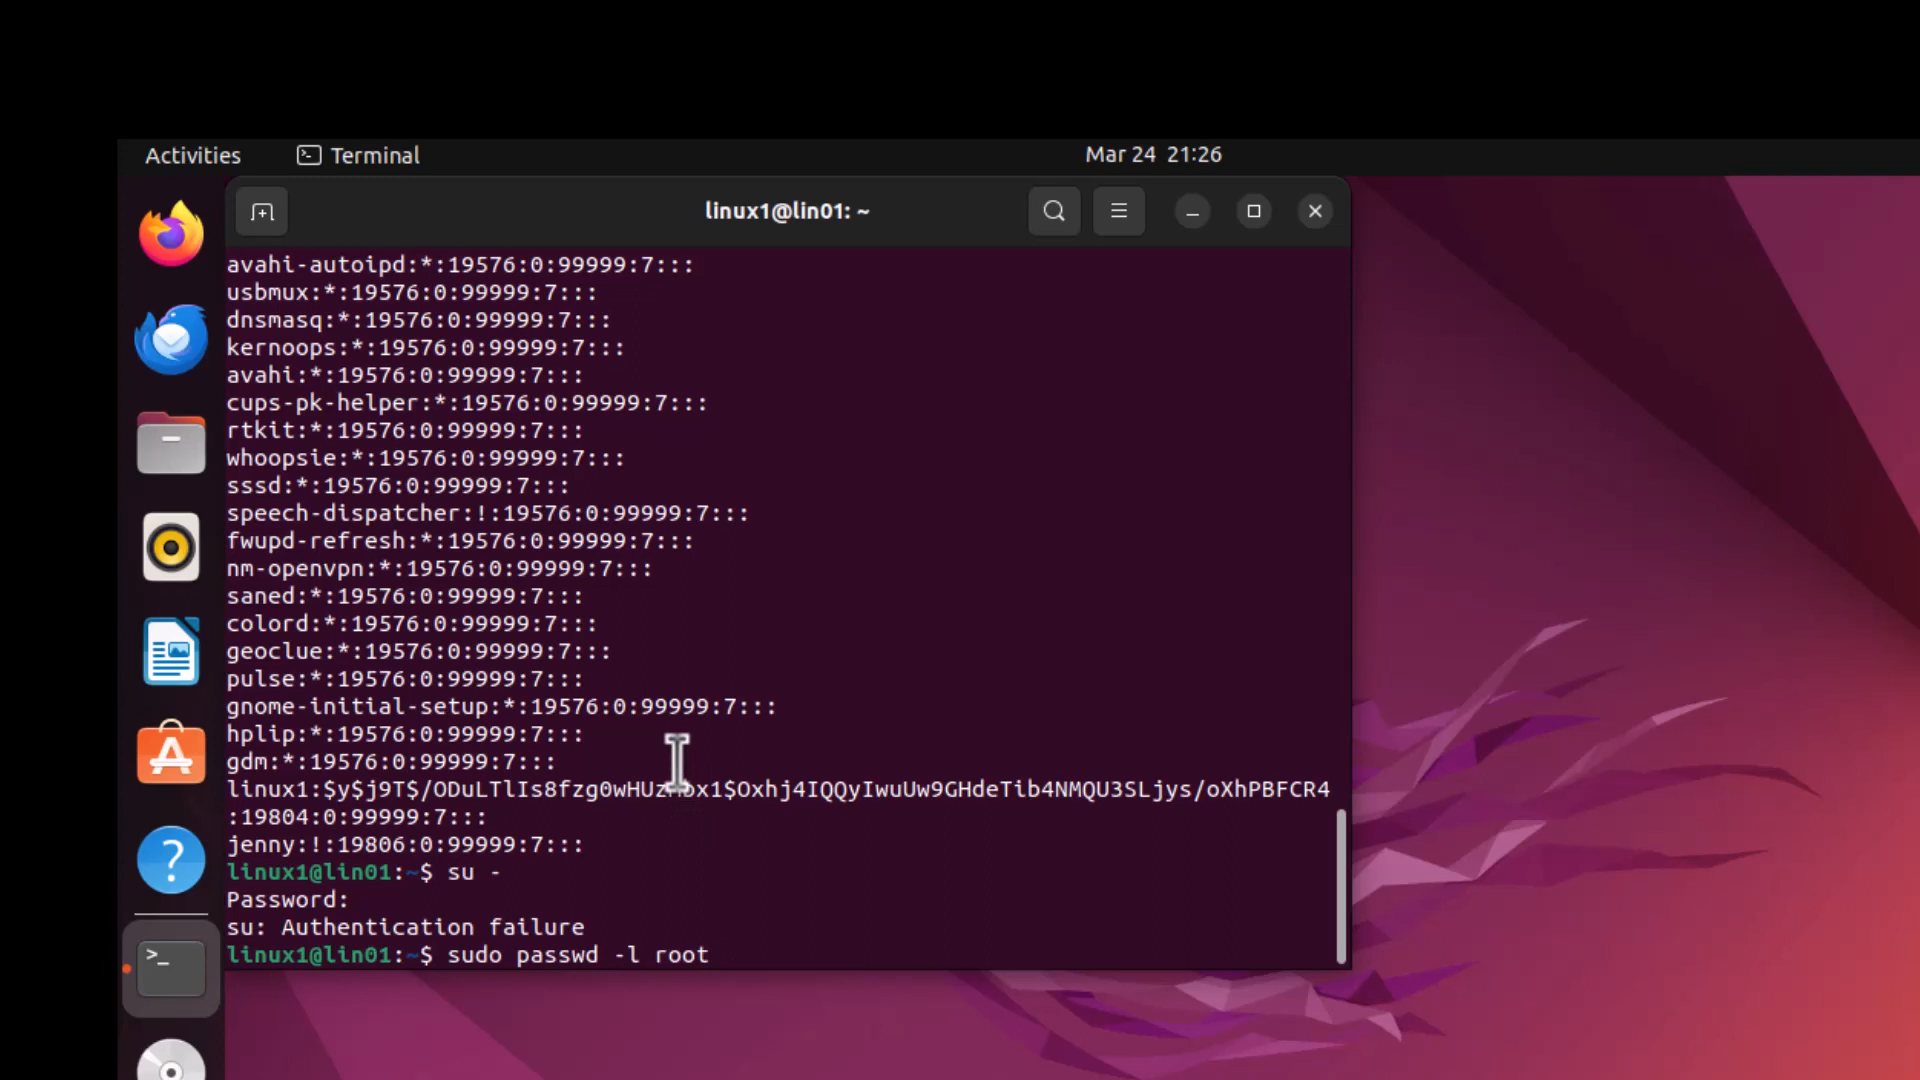 Activities
Terminal
Mar 24 21:26
linux1@lin01: ~
avahi-autoipd:*:19576:0:99999:7:::
usbmux:*:19576:0:99999:7:::
dnsmasq:*:19576:0:99999:7:::
kernoops:*:19576:0:99999:7:::
avahi:*:19576:0:99999:7:::
cups-pk-helper:*:19576:0:99999:7:::
rtkit:*:19576:0:99999:7:::
whoopsie:*:19576:0:99999:7:::
sssd:*:19576:0:99999:7:::
speech-dispatcher:!:19576:0:99999:7:::
fwupd-refresh:*:19576:0:99999:7:::
nm-openvpn:*:19576:0:99999:7:::
saned:*:19576:0:99999:7:::
colord:*:19576:0:99999:7:::
geoclue:*:19576:0:99999:7:::
pulse:*:19576:0:99999:7:::
gnome-initial-setup:*:19576:0:99999:7:::
hplip:*:19576:0:99999:7:::
gdm:*:19576:0:99999:7:::
:19804:0:99999:7:::
jenny:!:19806:0:99999:7:::
linux1@lin01:~$ su -
Password:
su: Authentication failure
linux1@lin01:~$ sudo passwd -l root